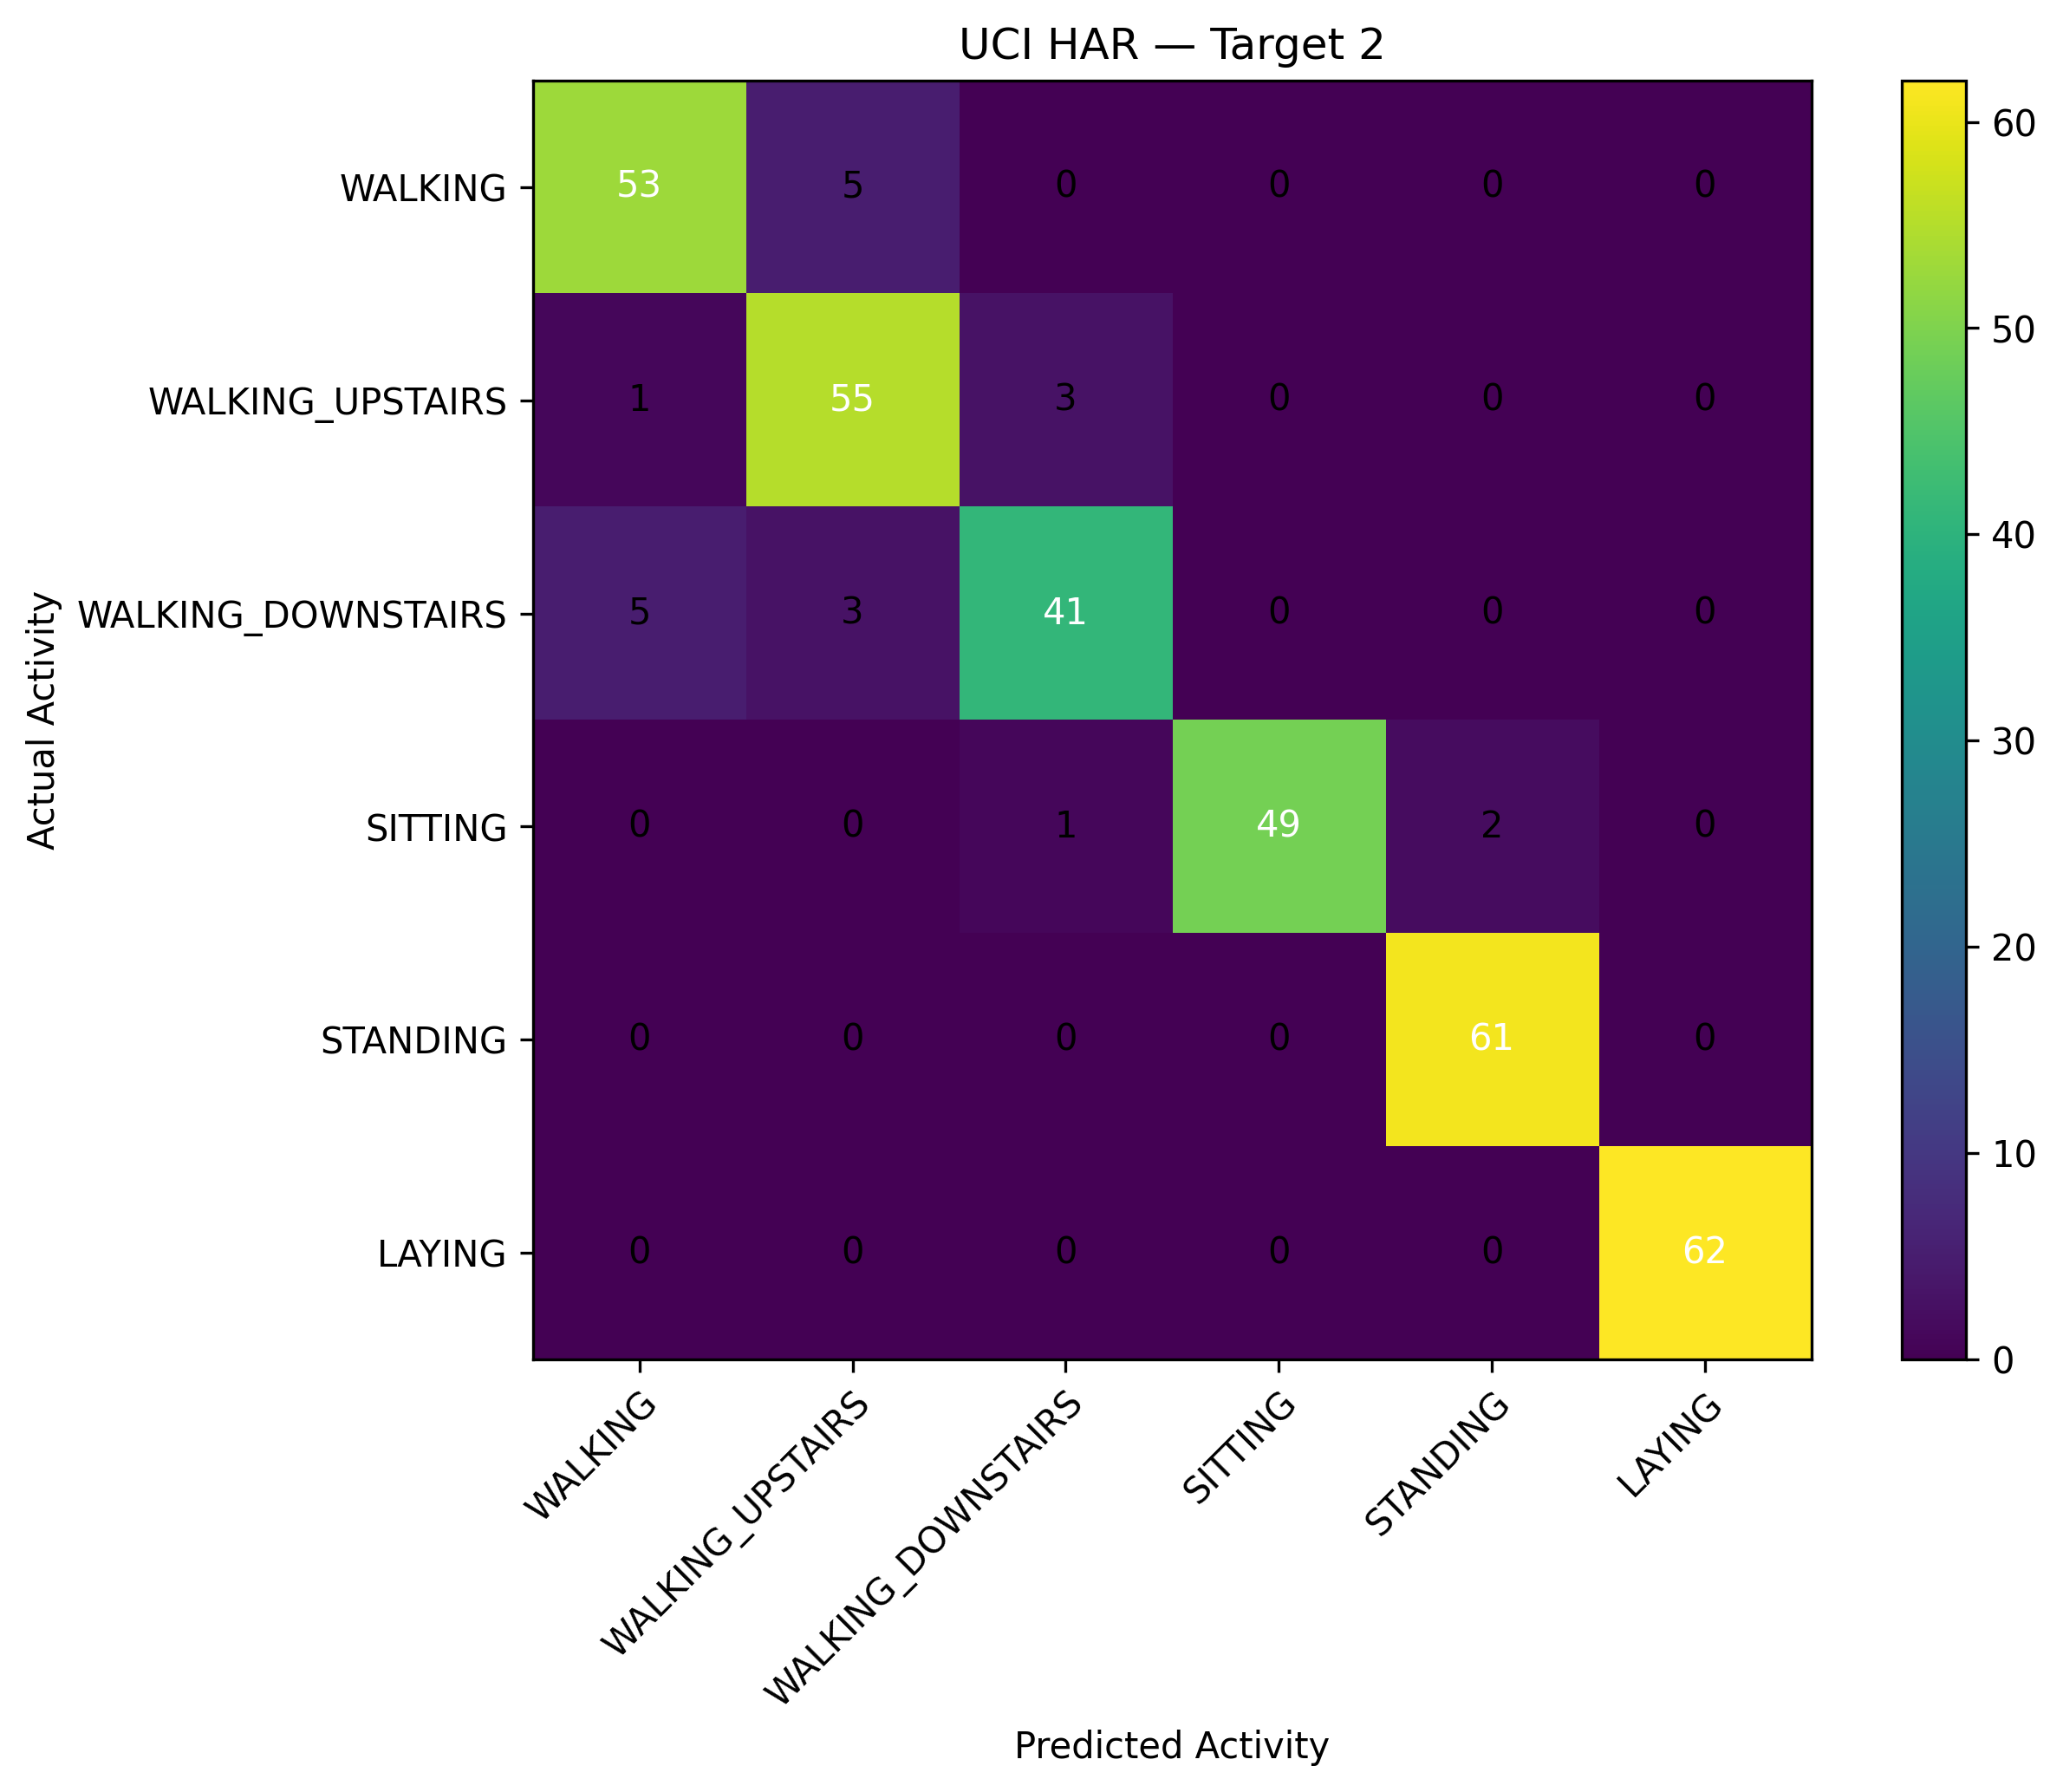 UCI HAR — Target 2
Actual Activity
WALKING 53 5 0 0 0 0
WALKING_UPSTAIRS 1 55 3 0 0 0
WALKING_DOWNSTAIRS 5 3 41 0 0 0
SITTING 0 0 1 49 2 0
STANDING 0 0 0 0 61 0
LAYING 0 0 0 0 0 62
WALKING
WALKING_UPSTAIRS
WALKING_DOWNSTAIRS
SITTING
STANDING
LAYING
Predicted Activity
60
50
40
30
20
10
0